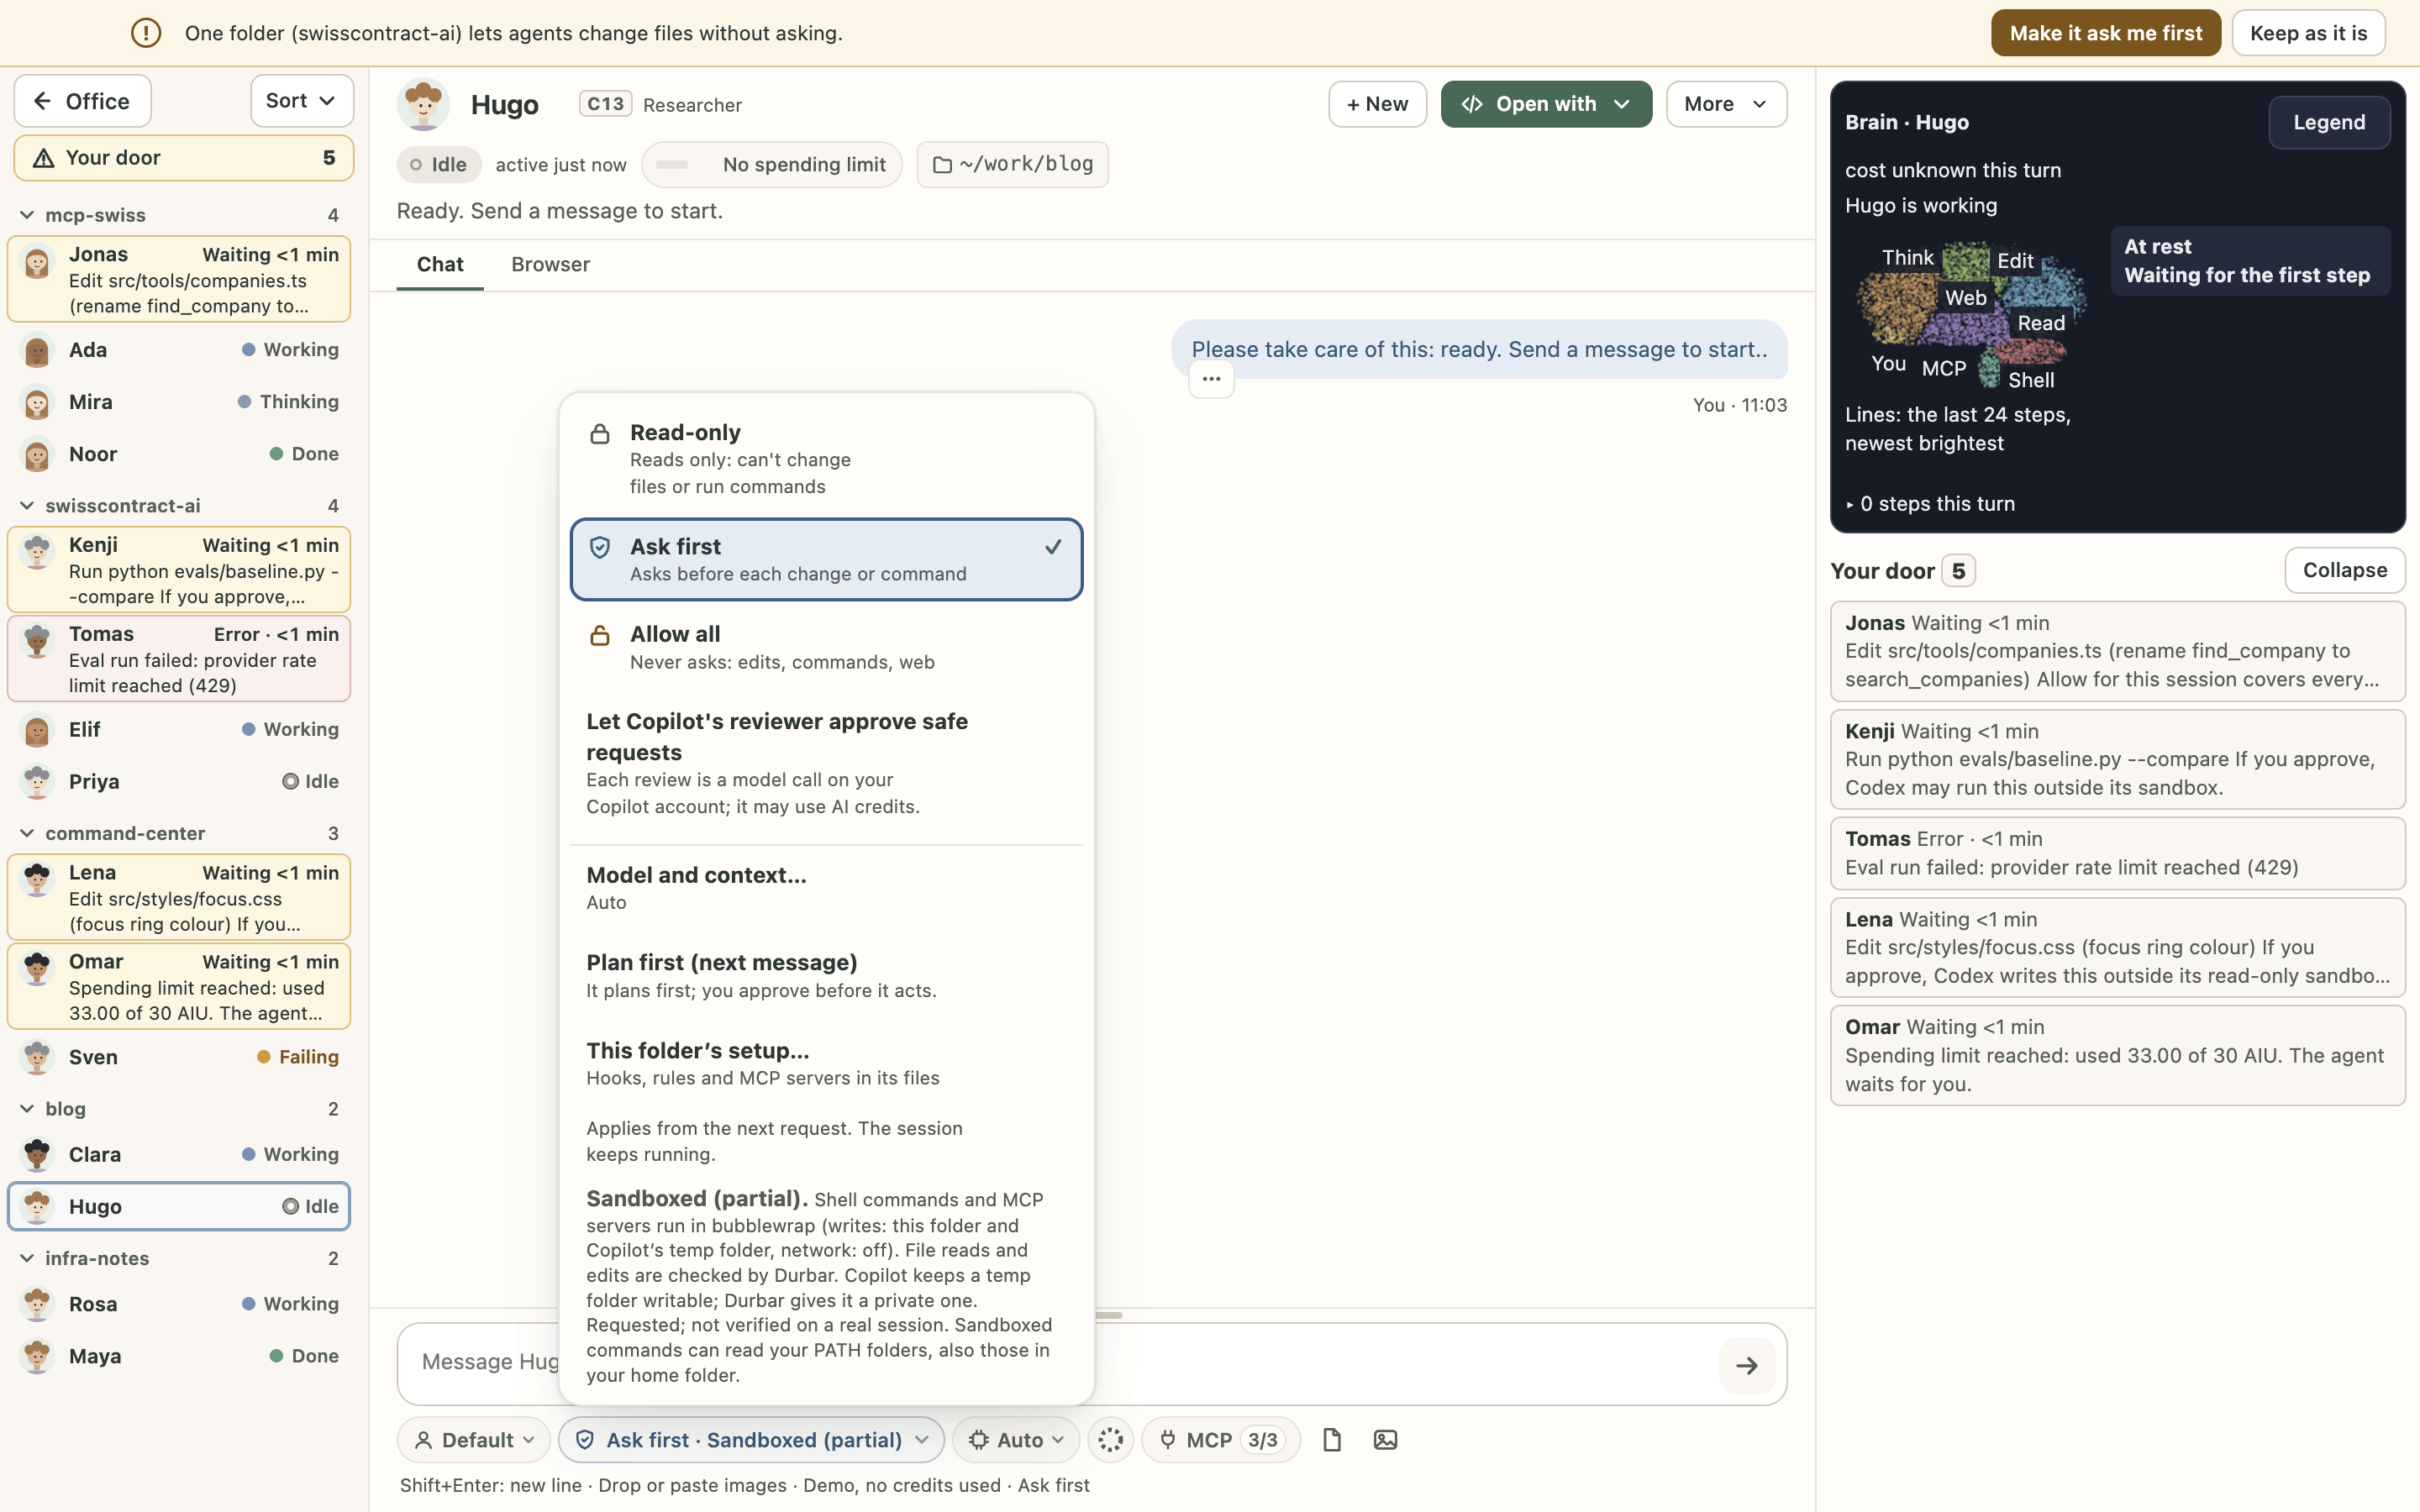 One folder (swisscontract-ai) lets agents change files without asking.
Make it ask me first
Keep as it is
Office
Sort
Your door 5
mcp-swiss 4
Jonas Waiting <1 min
Edit src/tools/companies.ts
(rename find_company to...
Ada Working
Mira Thinking
Noor Done
swisscontract-ai 4
Kenji Waiting <1 min
Run python evals/baseline.py -
-compare If you approve,...
Tomas Error · <1 min
Eval run failed: provider rate
limit reached (429)
Elif Working
Priya Idle
command-center 3
Lena Waiting <1 min
Edit src/styles/focus.css
(focus ring colour) If you...
Omar Waiting <1 min
Spending limit reached: used
33.00 of 30 AIU. The agent...
Sven Failing
blog 2
Clara Working
Hugo Idle
infra-notes 2
Rosa Working
Maya Done
Hugo C13 Researcher
+ New
Open with
More
Idle active just now No spending limit ~/work/blog
Ready. Send a message to start.
Chat Browser
Please take care of this: ready. Send a message to start..
...
You · 11:03
Read-only
Reads only: can't change
files or run commands
Ask first
Asks before each change or command
Allow all
Never asks: edits, commands, web
Let Copilot's reviewer approve safe
requests
Each review is a model call on your
Copilot account; it may use AI credits.
Model and context...
Auto
Plan first (next message)
It plans first; you approve before it acts.
This folder’s setup...
Hooks, rules and MCP servers in its files
Applies from the next request. The session
keeps running.
Sandboxed (partial). Shell commands and MCP
servers run in bubblewrap (writes: this folder and
Copilot’s temp folder, network: off). File reads and
edits are checked by Durbar. Copilot keeps a temp
folder writable; Durbar gives it a private one.
Requested; not verified on a real session. Sandboxed
commands can read your PATH folders, also those in
your home folder.
Message Hug
Default
Ask first · Sandboxed (partial)
Auto
MCP 3/3
Shift+Enter: new line · Drop or paste images · Demo, no credits used · Ask first
Brain · Hugo
Legend
cost unknown this turn
Hugo is working
Think
Edit
Web
Read
You
MCP
Shell
At rest
Waiting for the first step
Lines: the last 24 steps,
newest brightest
0 steps this turn
Your door 5
Collapse
Jonas Waiting <1 min
Edit src/tools/companies.ts (rename find_company to
search_companies) Allow for this session covers every...
Kenji Waiting <1 min
Run python evals/baseline.py --compare If you approve,
Codex may run this outside its sandbox.
Tomas Error · <1 min
Eval run failed: provider rate limit reached (429)
Lena Waiting <1 min
Edit src/styles/focus.css (focus ring colour) If you
approve, Codex writes this outside its read-only sandbo...
Omar Waiting <1 min
Spending limit reached: used 33.00 of 30 AIU. The agent
waits for you.